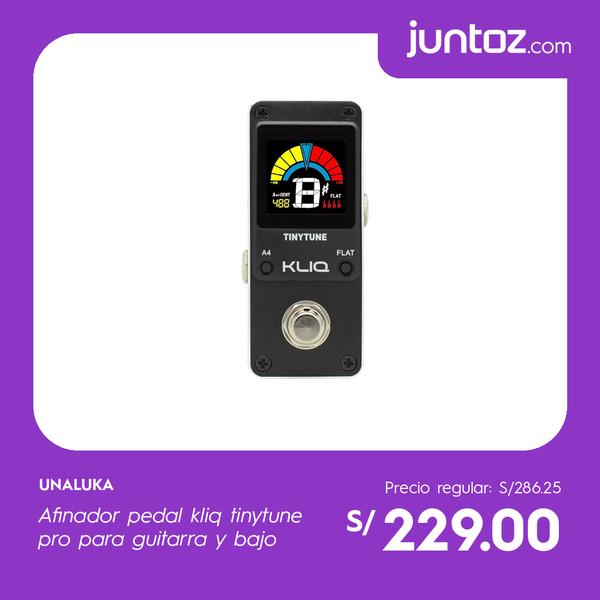 juntoz.com
A4=CENT
FLAT
488
B#
TINYTUNE
A4
FLAT
KLIQ
UNALUKA
Afinador pedal kliq tinytune
pro para guitarra y bajo
Precio regular: S/286.25
S/ 229.00